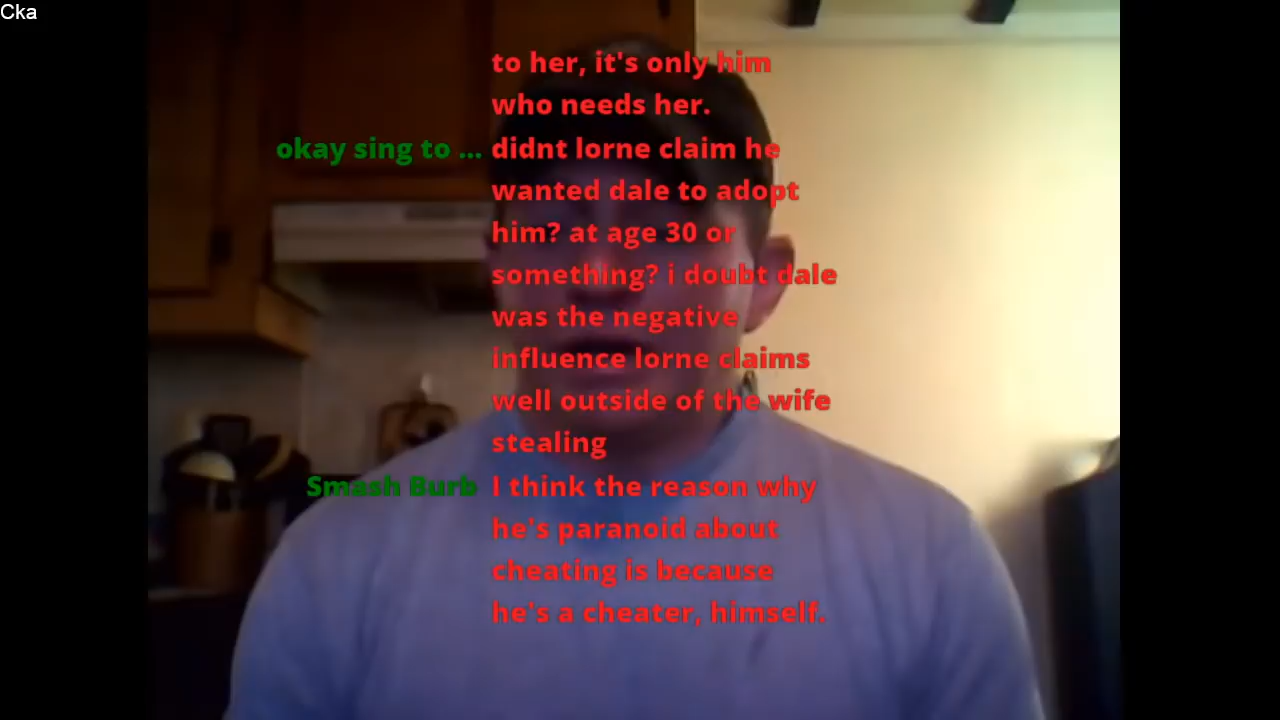 Cka
to her, it's only him
who needs her.
okay sing to ... didnt lorne claim he
wanted dale to adopt
him? at age 30 or
something? i doubt dale
was the negative
influence lorne claims
well outside of the wife
stealing
Smash Burb I think the reason why
he's paranoid about
cheating is because
he's a cheater, himself.